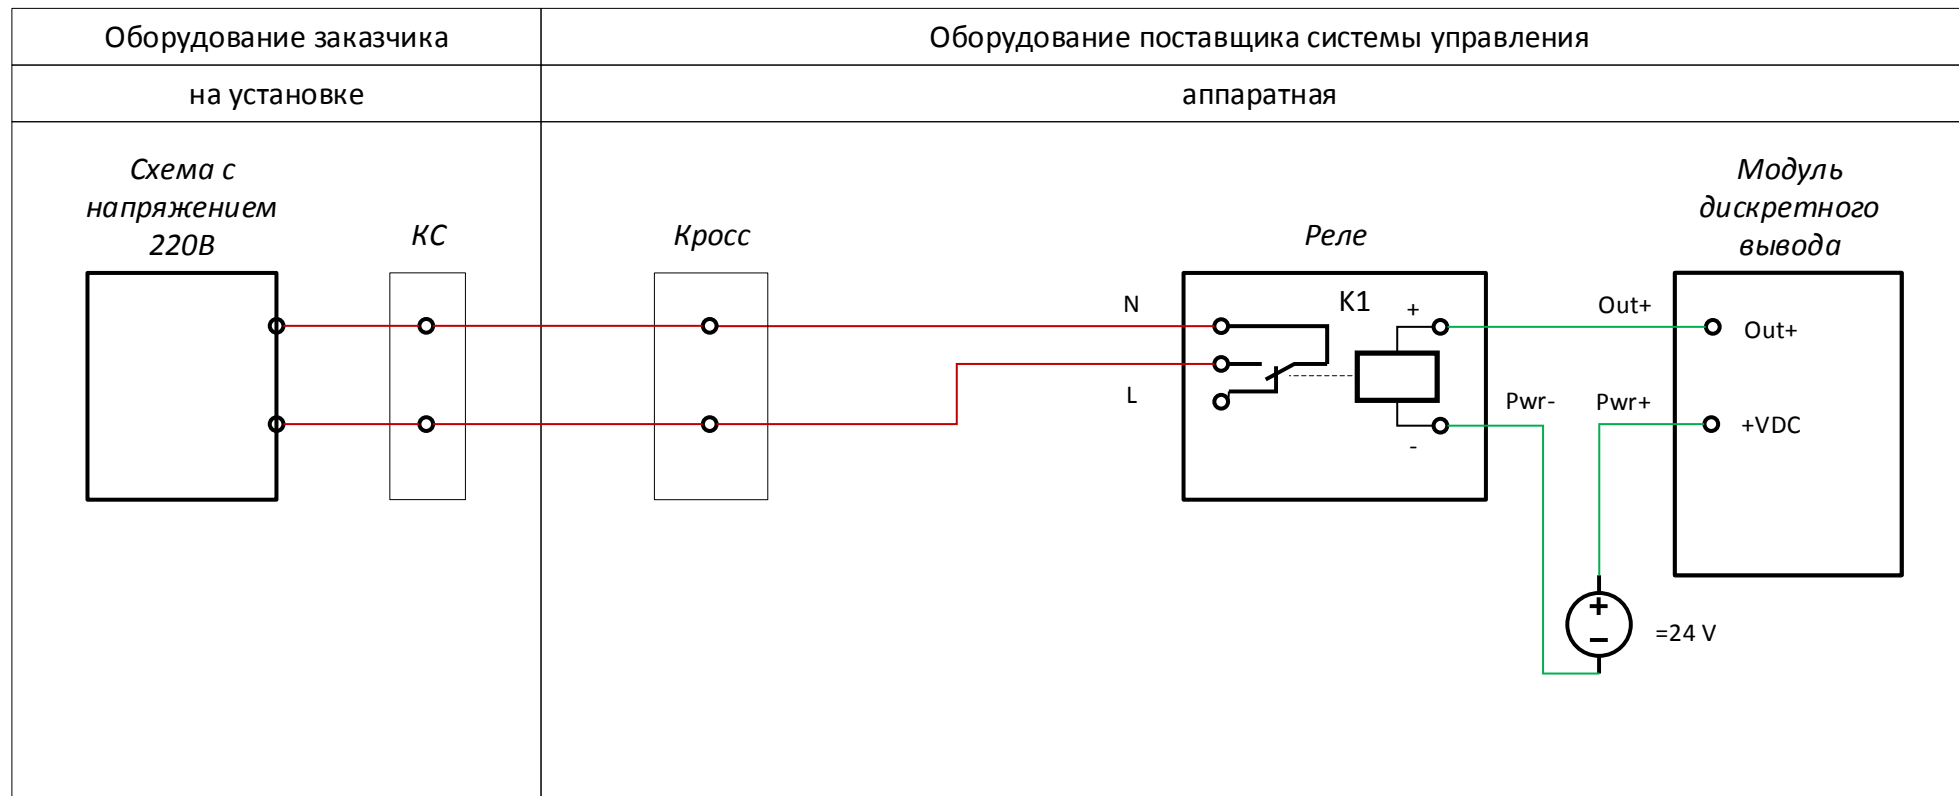 Оборудование заказчика
Оборудование поставщика системы управления
на установке
аппаратная
Схема с
напряжением
220В
КС
Кросс
Реле
Модуль
дискретного
вывода
N
K1
+
Out+
Out+
L
Pwr-
Pwr+
+VDC
-
=24 V